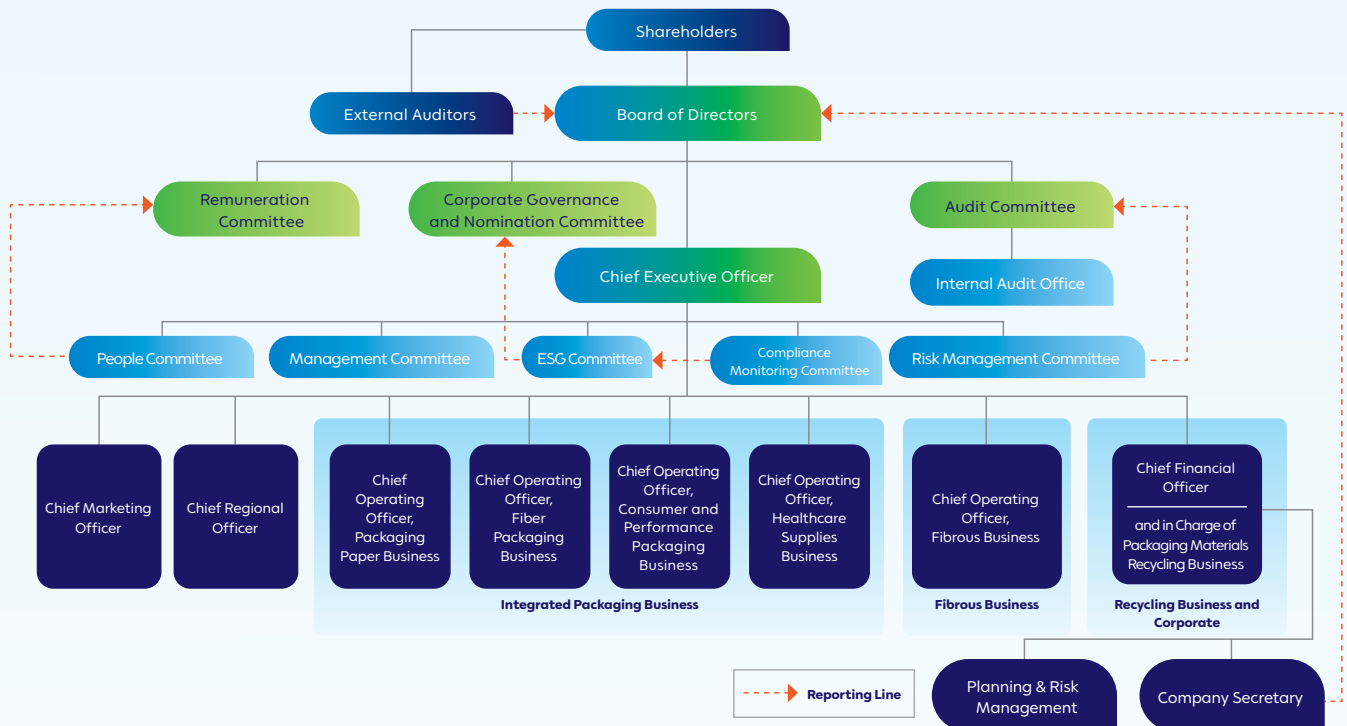 Shareholders
External Auditors
Board of Directors
Remuneration
Committee
Corporate Governance
and Nomination Committee
Audit Committee
Chief Executive Officer
Internal Audit Office
People Committee
Management Committee
ESG Committee
Compliance
Monitoring Committee
Risk Management Committee
Chief Marketing
Officer
Chief Regional
Officer
Chief
Operating
Officer,
Packaging
Paper Business
Chief Operating
Officer,
Fiber
Packaging
Business
Chief Operating
Officer,
Consumer and
Performance
Packaging
Business
Chief Operating
Officer,
Healthcare
Supplies
Business
Chief Operating
Officer,
Fibrous Business
Chief Financial
Officer
and in Charge of
Packaging Materials
Recycling Business
Integrated Packaging Business
Fibrous Business
Recycling Business and
Corporate
Reporting Line
Planning & Risk
Management
Company Secretary